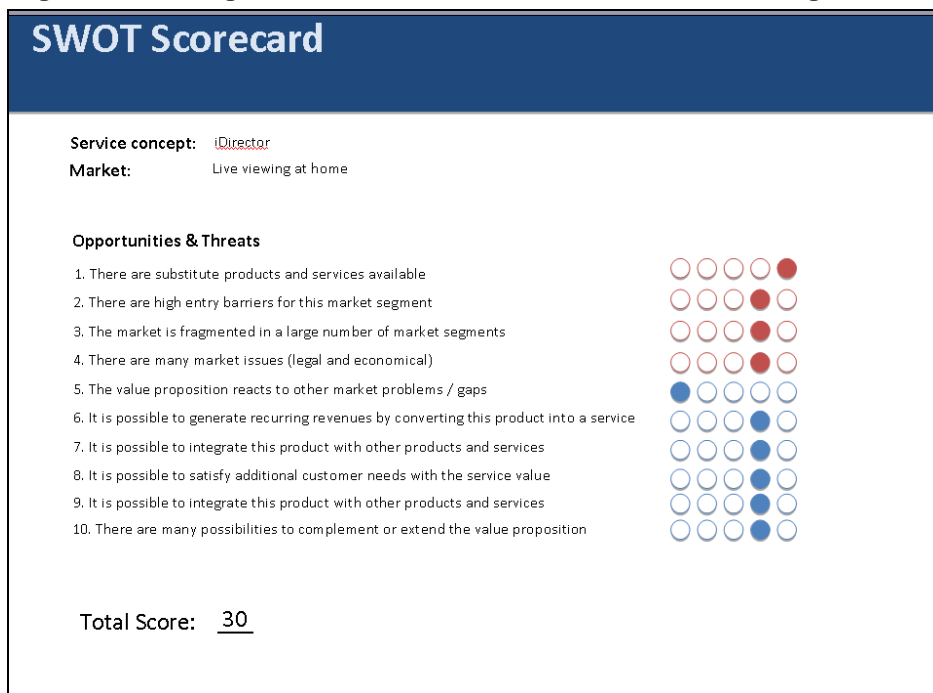 SWOT Scorecard
Service concept: iDirector
Market: Live viewing at home
Opportunities & Threats
1. There are substitute products and services available
2. There are high entry barriers for this market segment
3. The market is fragmented in a large number of market segments
4. There are many market issues (legal and economical)
5. The value proposition reacts to other market problems / gaps
6. It is possible to generate recurring revenues by converting this product into a service
7. It is possible to integrate this product with other products and services
8. It is possible to satisfy additional customer needs with the service value
9. It is possible to integrate this product with other products and services
10. There are many possibilities to complement or extend the value proposition
Total Score: 30